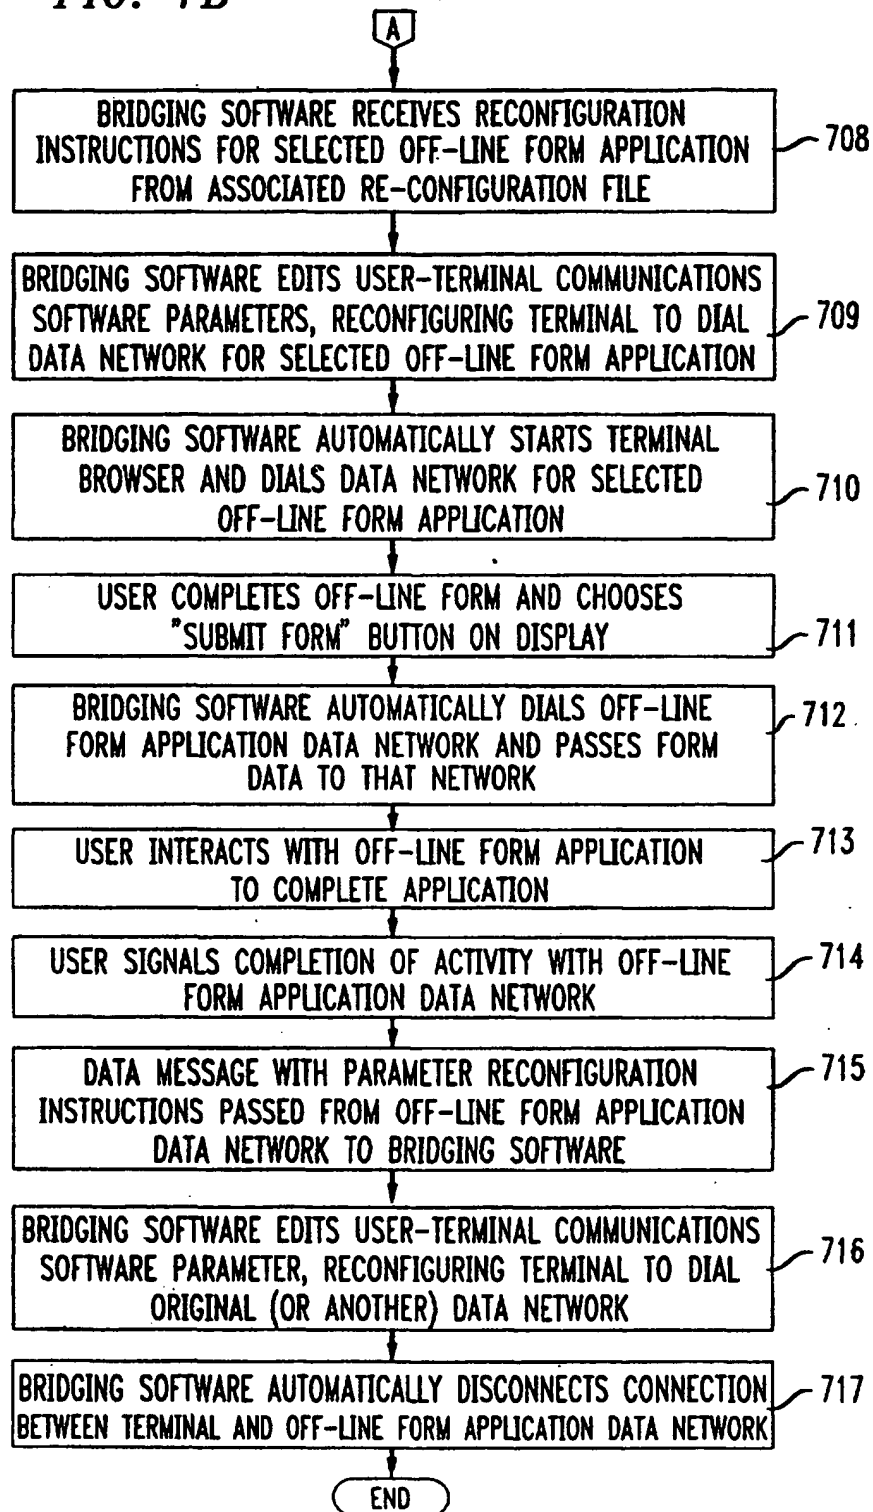 FIG. 7B
A
BRIDGING SOFTWARE RECEIVES RECONFIGURATION
INSTRUCTIONS FOR SELECTED OFF-LINE FORM APPLICATION
FROM ASSOCIATED RE-CONFIGURATION FILE
708
BRIDGING SOFTWARE EDITS USER-TERMINAL COMMUNICATIONS
SOFTWARE PARAMETERS, RECONFIGURING TERMINAL TO DIAL
DATA NETWORK FOR SELECTED OFF-LINE FORM APPLICATION
709
BRIDGING SOFTWARE AUTOMATICALLY STARTS TERMINAL
BROWSER AND DIALS DATA NETWORK FOR SELECTED
OFF-LINE FORM APPLICATION
710
USER COMPLETES OFF-LINE FORM AND CHOOSES
"SUBMIT FORM" BUTTON ON DISPLAY
711
BRIDGING SOFTWARE AUTOMATICALLY DIALS OFF-LINE
FORM APPLICATION DATA NETWORK AND PASSES FORM
DATA TO THAT NETWORK
712
USER INTERACTS WITH OFF-LINE FORM APPLICATION
TO COMPLETE APPLICATION
713
USER SIGNALS COMPLETION OF ACTIVITY WITH OFF-LINE
FORM APPLICATION DATA NETWORK
714
DATA MESSAGE WITH PARAMETER RECONFIGURATION
INSTRUCTIONS PASSED FROM OFF-LINE FORM APPLICATION
DATA NETWORK TO BRIDGING SOFTWARE
715
BRIDGING SOFTWARE EDITS USER-TERMINAL COMMUNICATIONS
SOFTWARE PARAMETER, RECONFIGURING TERMINAL TO DIAL
ORIGINAL (OR ANOTHER) DATA NETWORK
716
BRIDGING SOFTWARE AUTOMATICALLY DISCONNECTS CONNECTION
BETWEEN TERMINAL AND OFF-LINE FORM APPLICATION DATA NETWORK
717
END